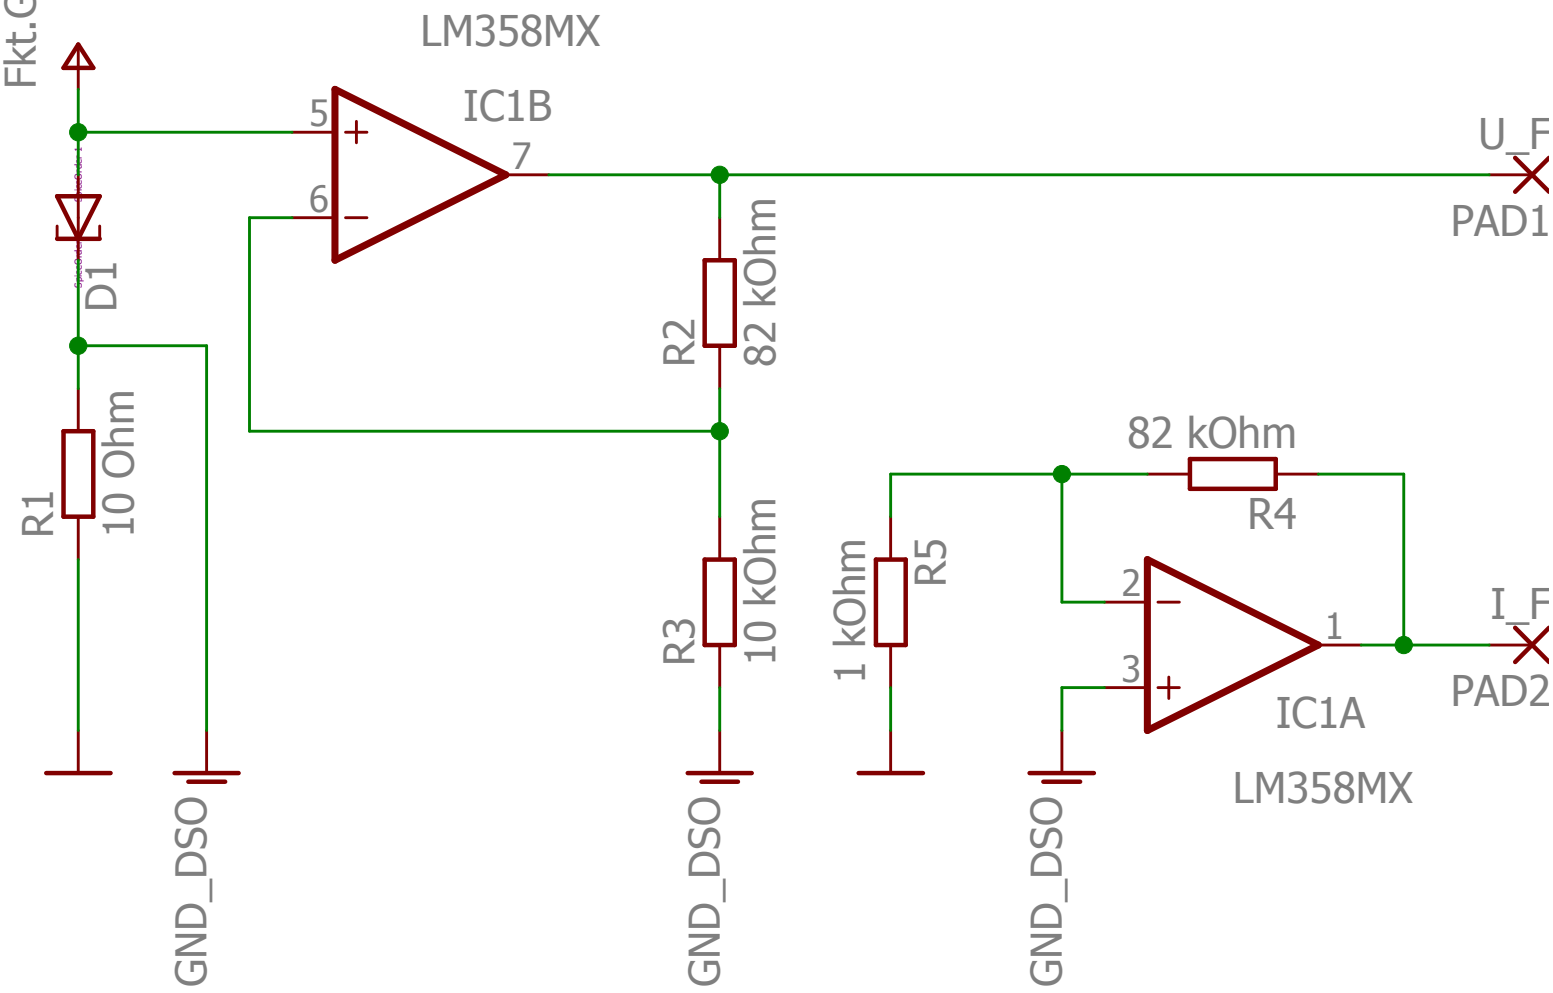 Fkt.G
LM358MX
IC1B
5
+
6
−
7
U_F
PAD1
D1
R2
82 kOhm
R1
10 Ohm
82 kOhm
R4
R3
10 kOhm
1 kOhm
R5
2
−
3
+
1
I_F
PAD2
IC1A
LM358MX
GND_DSO
GND_DSO
GND_DSO